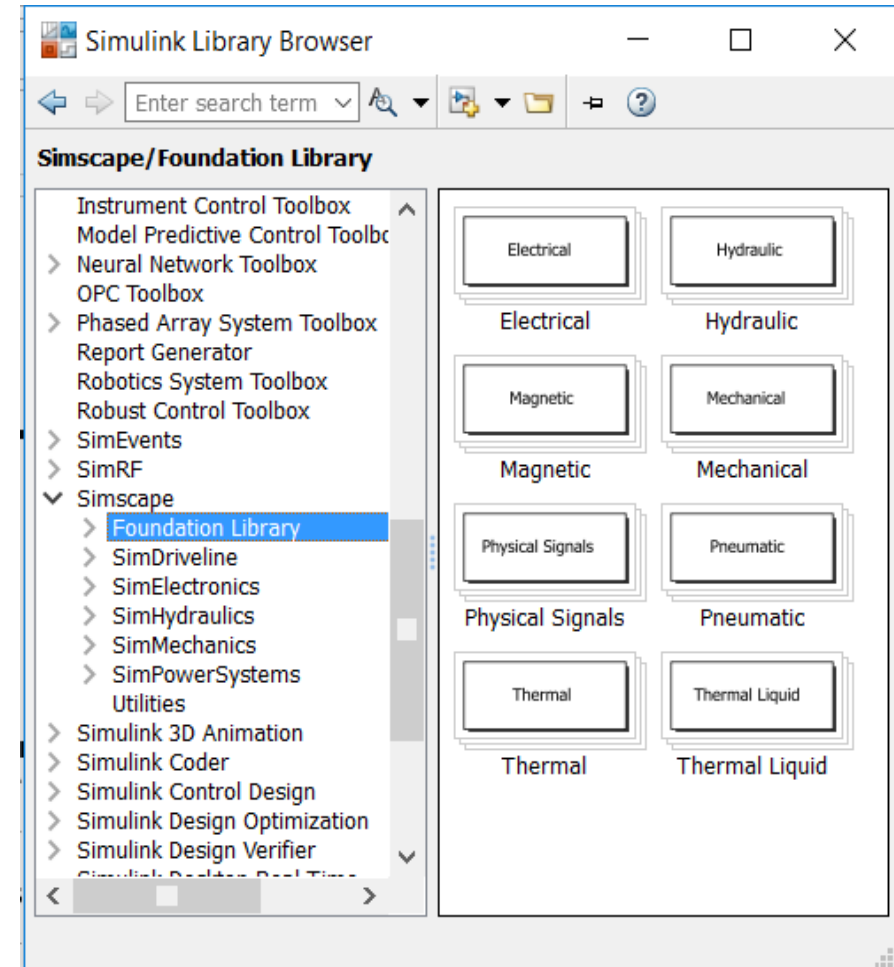 Simulink Library Browser
Enter search term
Simscape/Foundation Library
Instrument Control Toolbox
Model Predictive Control Toolbo
Neural Network Toolbox
OPC Toolbox
Phased Array System Toolbox
Report Generator
Robotics System Toolbox
Robust Control Toolbox
SimEvents
SimRF
Simscape
Foundation Library
SimDriveline
SimElectronics
SimHydraulics
SimMechanics
SimPowerSystems
Utilities
Simulink 3D Animation
Simulink Coder
Simulink Control Design
Simulink Design Optimization
Simulink Design Verifier
Simulink Desktop Real-Time
Electrical
Hydraulic
Electrical
Hydraulic
Magnetic
Mechanical
Magnetic
Mechanical
Physical Signals
Pneumatic
Physical Signals
Pneumatic
Thermal
Thermal Liquid
Thermal
Thermal Liquid